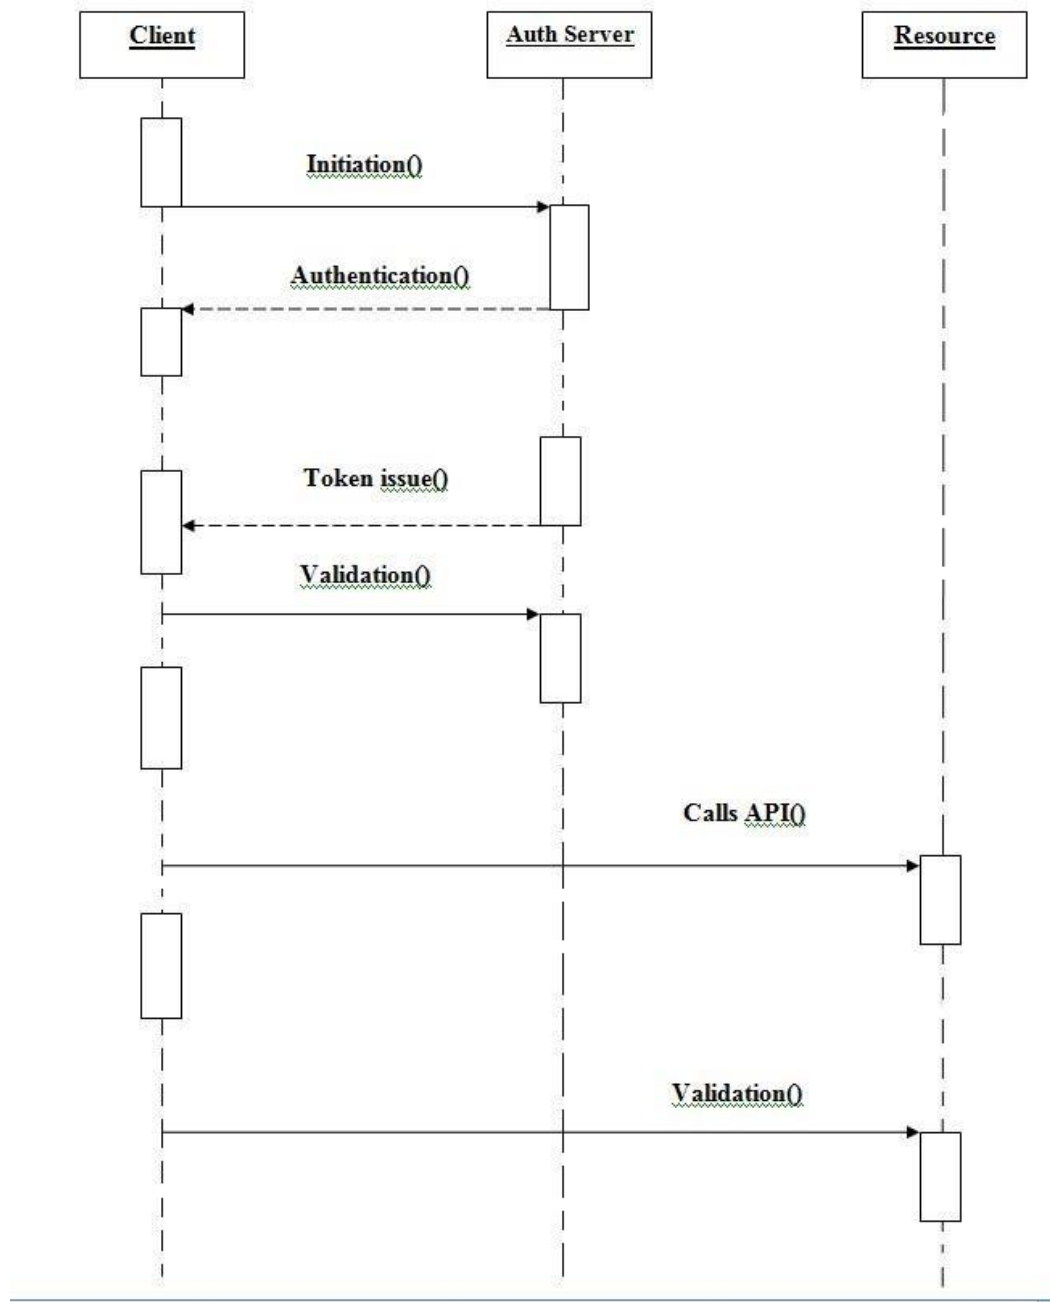 Client
Auth Server
Resource
Initiation()
Authentication()
Token issue()
Validation()
Calls API()
Validation()